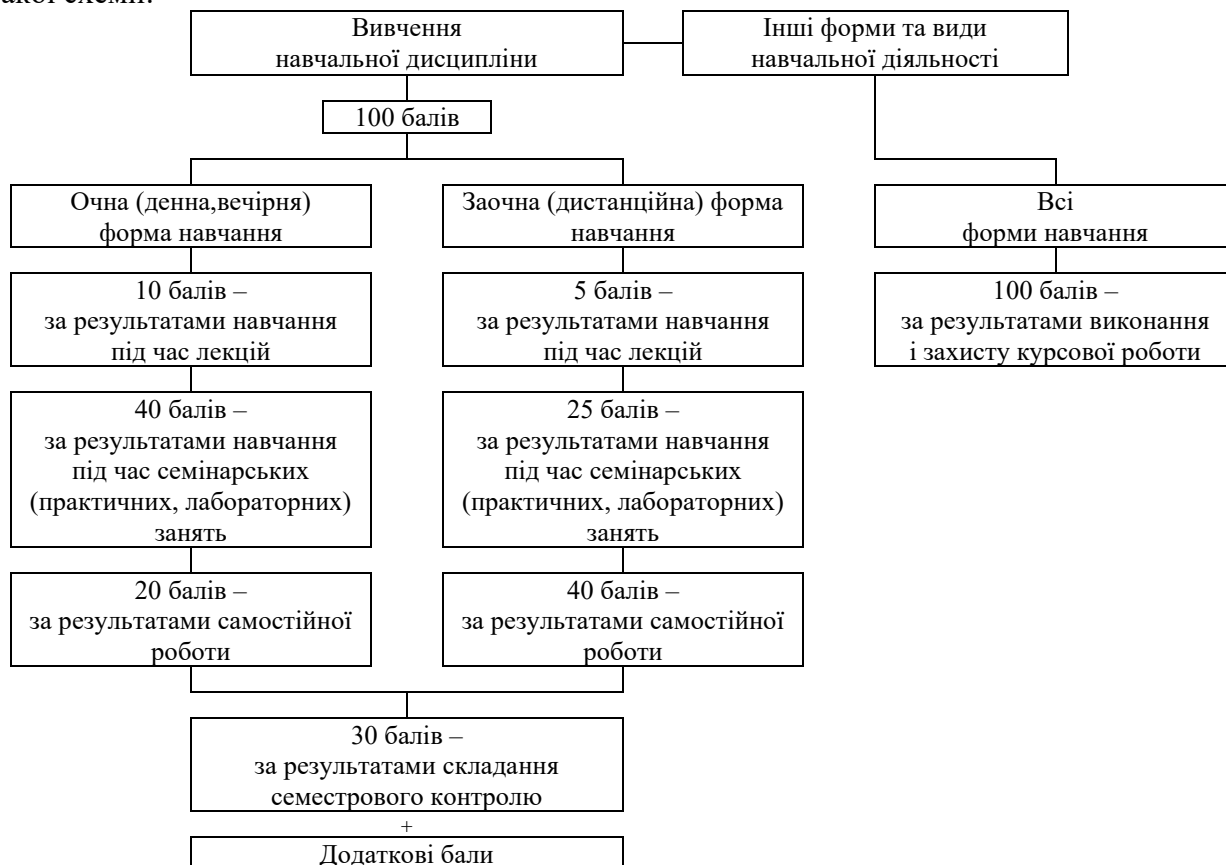 акої схеми:
Вивчення
навчальної дисципліни
Інші форми та види
навчальної діяльності
100 балів
Очна (денна,вечірня)
форма навчання
Заочна (дистанційна) форма
навчання
Всі
форми навчання
10 балів –
за результатами навчання
під час лекцій
5 балів –
за результатами навчання
під час лекцій
100 балів –
за результатами виконання
і захисту курсової роботи
40 балів –
за результатами навчання
під час семінарських
(практичних, лабораторних)
занять
25 балів –
за результатами навчання
під час семінарських
(практичних, лабораторних)
занять
20 балів –
за результатами самостійної
роботи
40 балів –
за результатами самостійної
роботи
30 балів –
за результатами складання
семестрового контролю
+
Додаткові бали